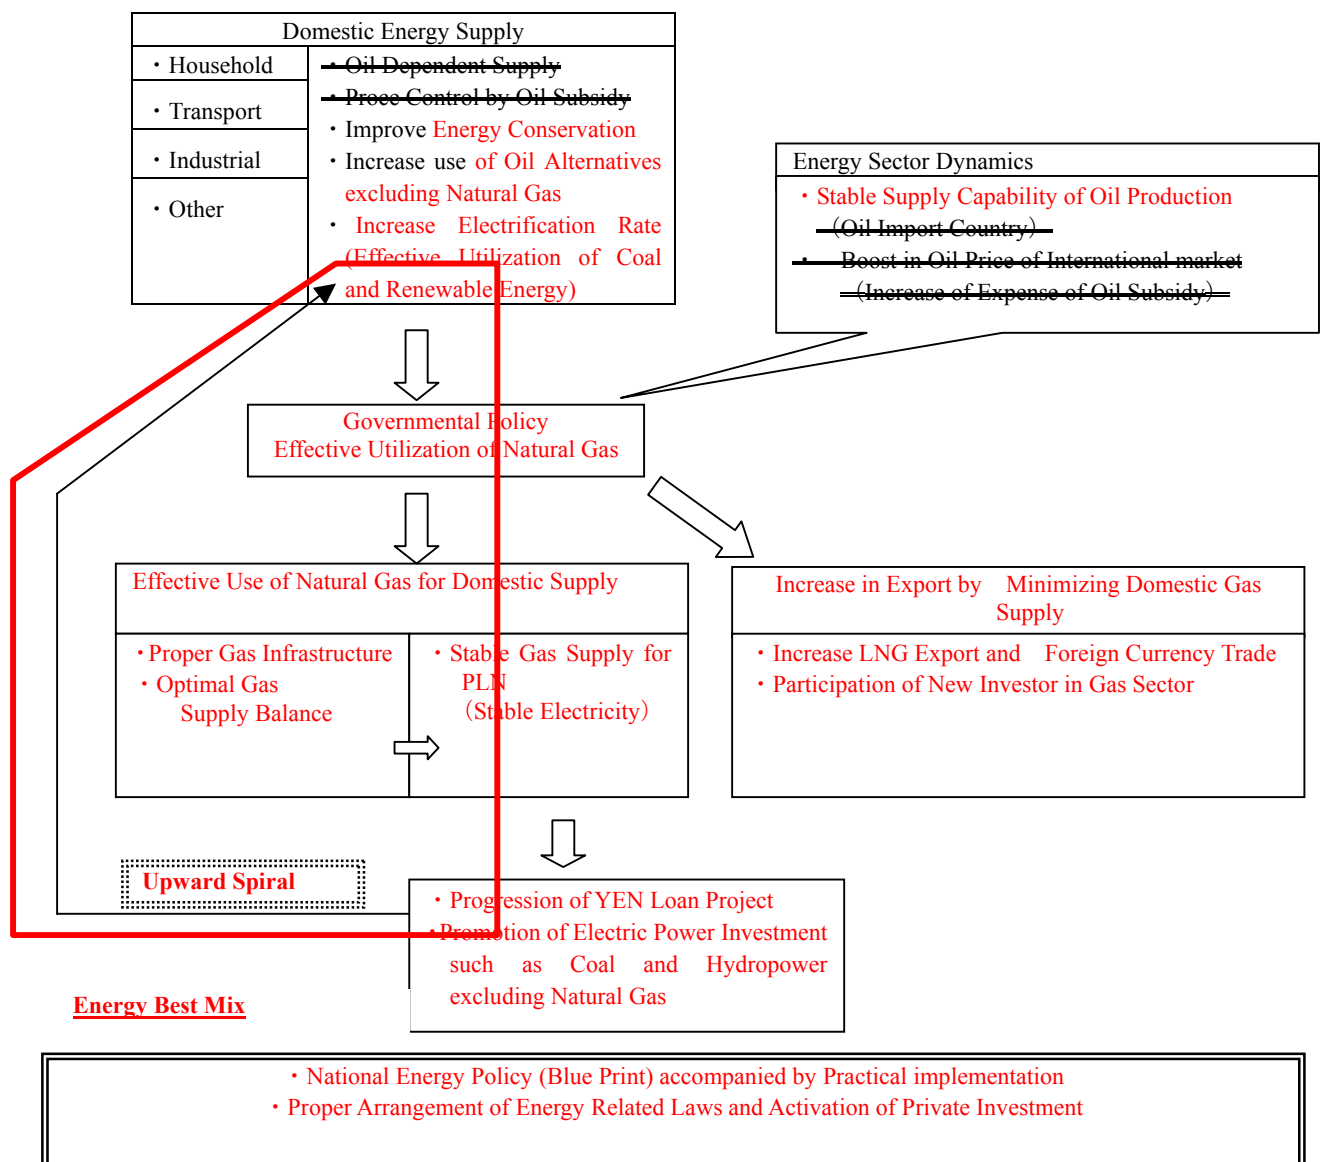 Domestic Energy Supply
・Household
・Transport
・Industrial
・Other
・Oil Dependent Supply
・Proce Control by Oil Subsidy
・Improve Energy Conservation
・Increase use of Oil Alternatives
excluding Natural Gas
・Increase Electrification Rate
(Effective Utilization of Coal
and Renewable Energy)
Energy Sector Dynamics
・Stable Supply Capability of Oil Production
（Oil Import Country）
・ Boost in Oil Price of International market
（Increase of Expense of Oil Subsidy）
Governmental Policy
Effective Utilization of Natural Gas
Effective Use of Natural Gas for Domestic Supply
・Proper Gas Infrastructure
・Optimal Gas
Supply Balance
・Stable Gas Supply for
PLN
（Stable Electricity）
Increase in Export by Minimizing Domestic Gas
Supply
・Increase LNG Export and Foreign Currency Trade
・Participation of New Investor in Gas Sector
Upward Spiral
・Progression of YEN Loan Project
・Promotion of Electric Power Investment
such as Coal and Hydropower
excluding Natural Gas
Energy Best Mix
・National Energy Policy (Blue Print) accompanied by Practical implementation
・Proper Arrangement of Energy Related Laws and Activation of Private Investment